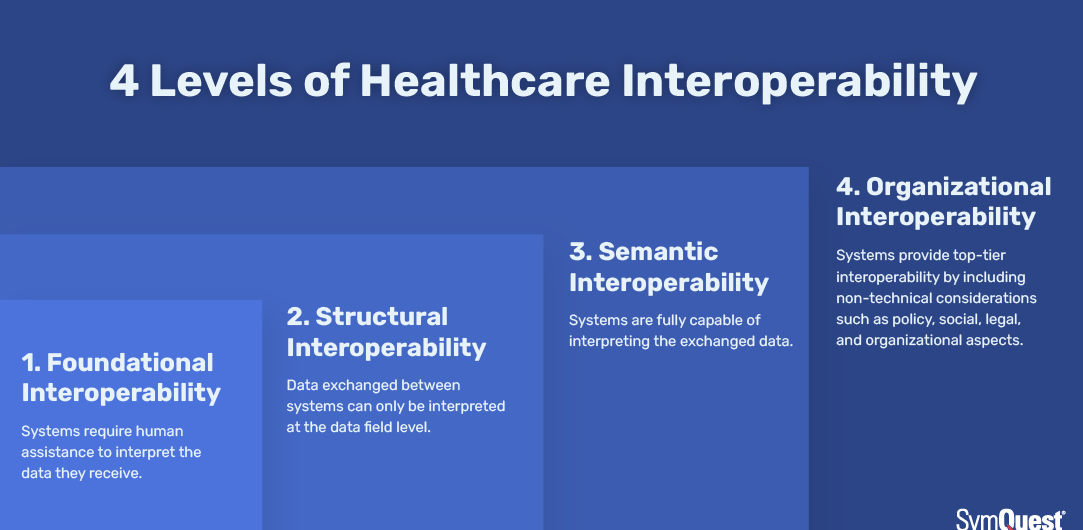 4 Levels of Healthcare Interoperability
1. Foundational
Interoperability
Systems require human
assistance to interpret the
data they receive.
2. Structural
Interoperability
Data exchanged between
systems can only be interpreted
at the data field level.
3. Semantic
Interoperability
Systems are fully capable of
interpreting the exchanged data.
4. Organizational
Interoperability
Systems provide top-tier
interoperability by including
non-technical considerations
such as policy, social, legal,
and organizational aspects.
SymQuest®